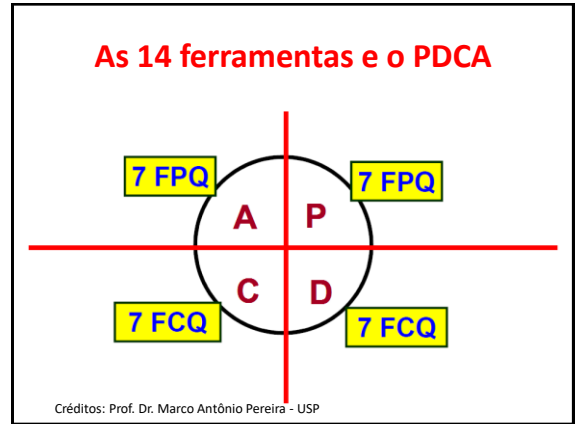 As 14 ferramentas e o PDCA
7 FPQ
7 FPQ
A
P
C
D
7 FCQ
7 FCQ
Créditos: Prof. Dr. Marco Antônio Pereira - USP